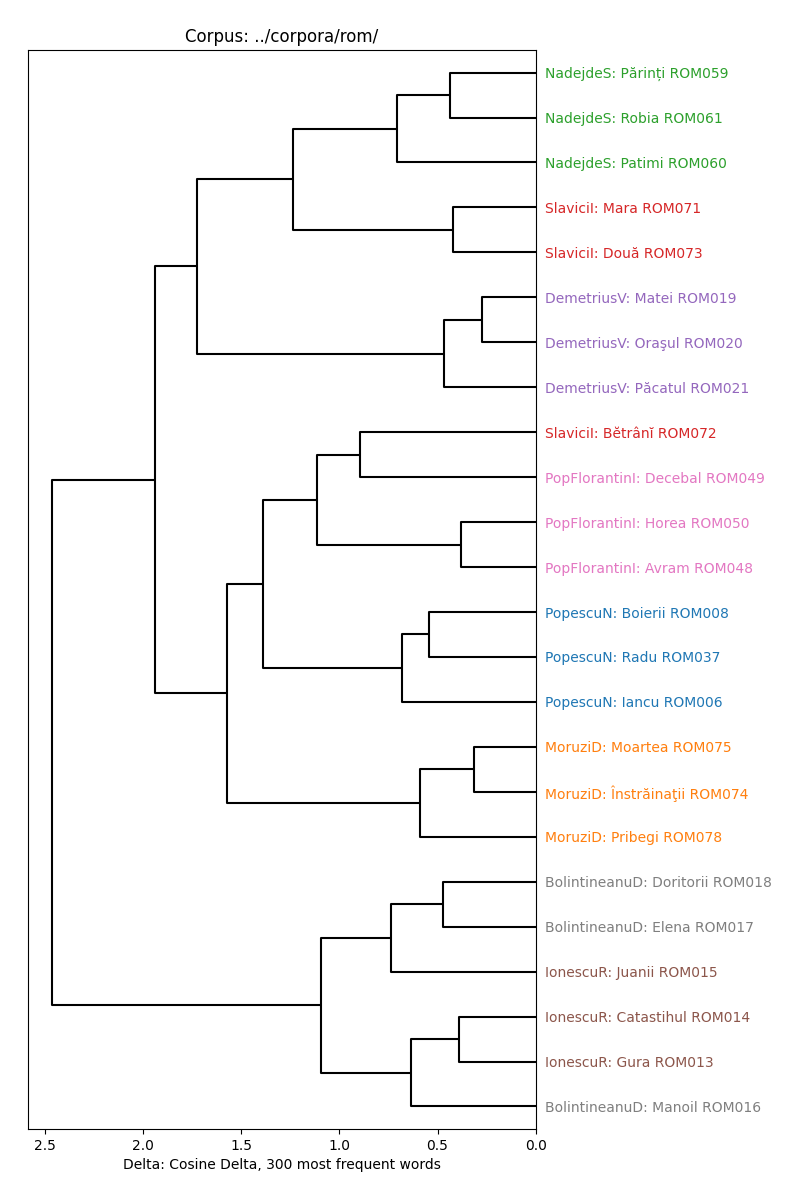 Corpus: ../corpora/rom/
NadejdeS: Părinți ROM059
NadejdeS: Robia ROM061
NadejdeS: Patimi ROM060
SlaviciI: Mara ROM071
SlaviciI: Două ROM073
DemetriusV: Matei ROM019
DemetriusV: Oraşul ROM020
DemetriusV: Păcatul ROM021
SlaviciI: Bĕtrânĭ ROM072
PopFlorantinI: Decebal ROM049
PopFlorantinI: Horea ROM050
PopFlorantinI: Avram ROM048
PopescuN: Boierii ROM008
PopescuN: Radu ROM037
PopescuN: Iancu ROM006
MoruziD: Moartea ROM075
MoruziD: Înstrăinaţii ROM074
MoruziD: Pribegi ROM078
BolintineanuD: Doritorii ROM018
BolintineanuD: Elena ROM017
IonescuR: Juanii ROM015
IonescuR: Catastihul ROM014
IonescuR: Gura ROM013
BolintineanuD: Manoil ROM016
2.5 2.0 1.5 1.0 0.5 0.0
Delta: Cosine Delta, 300 most frequent words